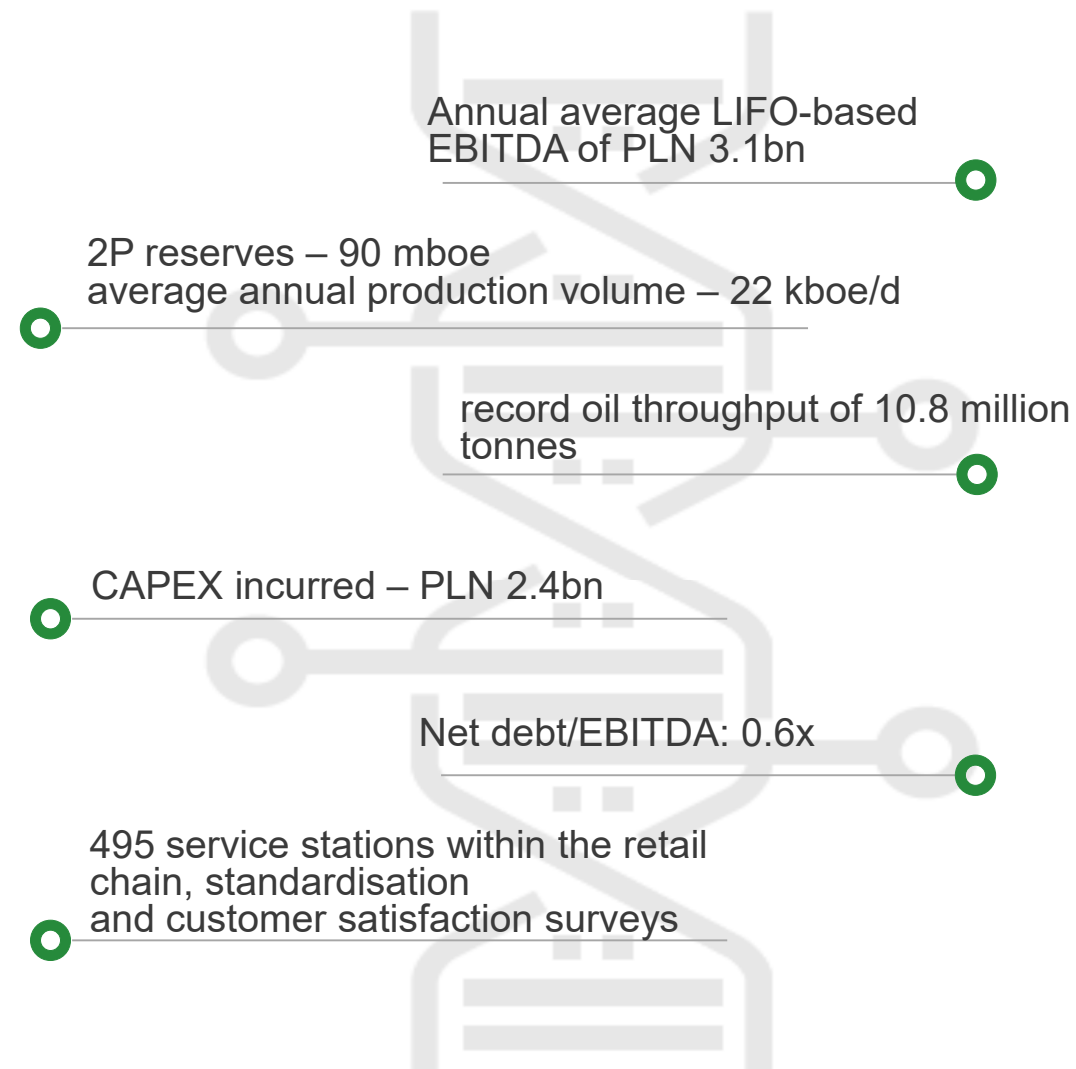 Annual average LIFO-based
EBITDA of PLN 3.1bn
2P reserves – 90 mboe
average annual production volume – 22 kboe/d
record oil throughput of 10.8 million
tonnes
CAPEX incurred – PLN 2.4bn
Net debt/EBITDA: 0.6x
495 service stations within the retail
chain, standardisation
and customer satisfaction surveys